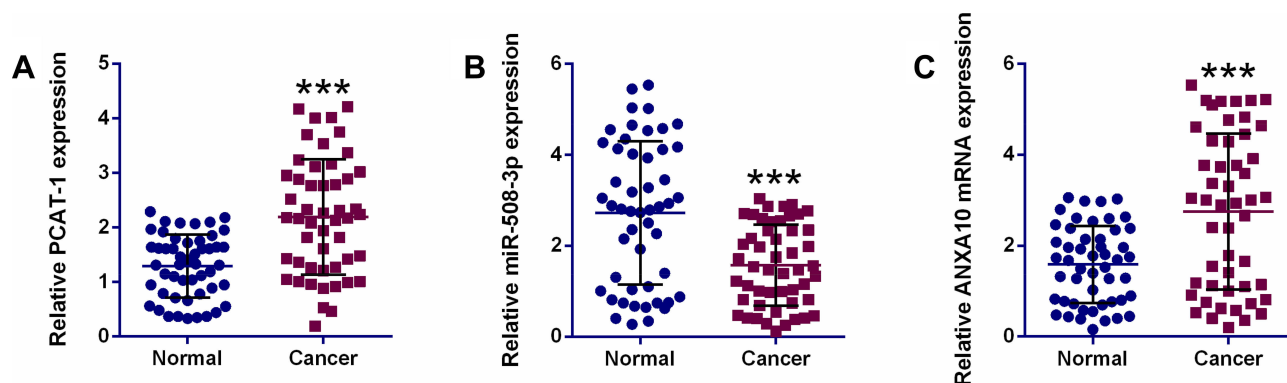 A
Relative PCAT-1 expression
5
4
3
2
1
0
***
Normal
Cancer
B
Relative miR-508-3p expression
6
4
2
0
***
Normal
Cancer
C
Relative ANXA10 mRNA expression
6
4
2
0
***
Normal
Cancer